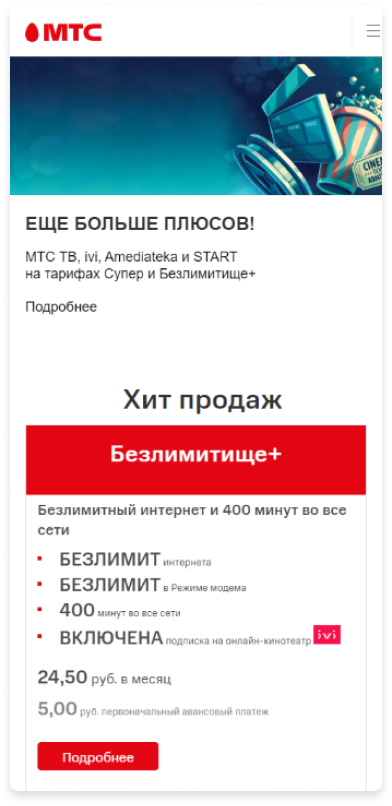 МТС
CINE
ЕЩЕ БОЛЬШЕ ПЛЮСОВ!
МТС ТВ, ivi, Amediateka и START
на тарифах Супер и Безлимитище+
Подробнее
Хит продаж
Безлимитище+
Безлимитный интернет и 400 минут во все
сети
БЕЗЛИМИТ интернета
БЕЗЛИМИТ в Режиме модема
400 минут во все сети
ВКЛЮЧЕНА подписка на онлайн-кинотеатр ivi
24,50 руб. в месяц
5,00 руб. первоначальный авансовый платеж
Подробнее